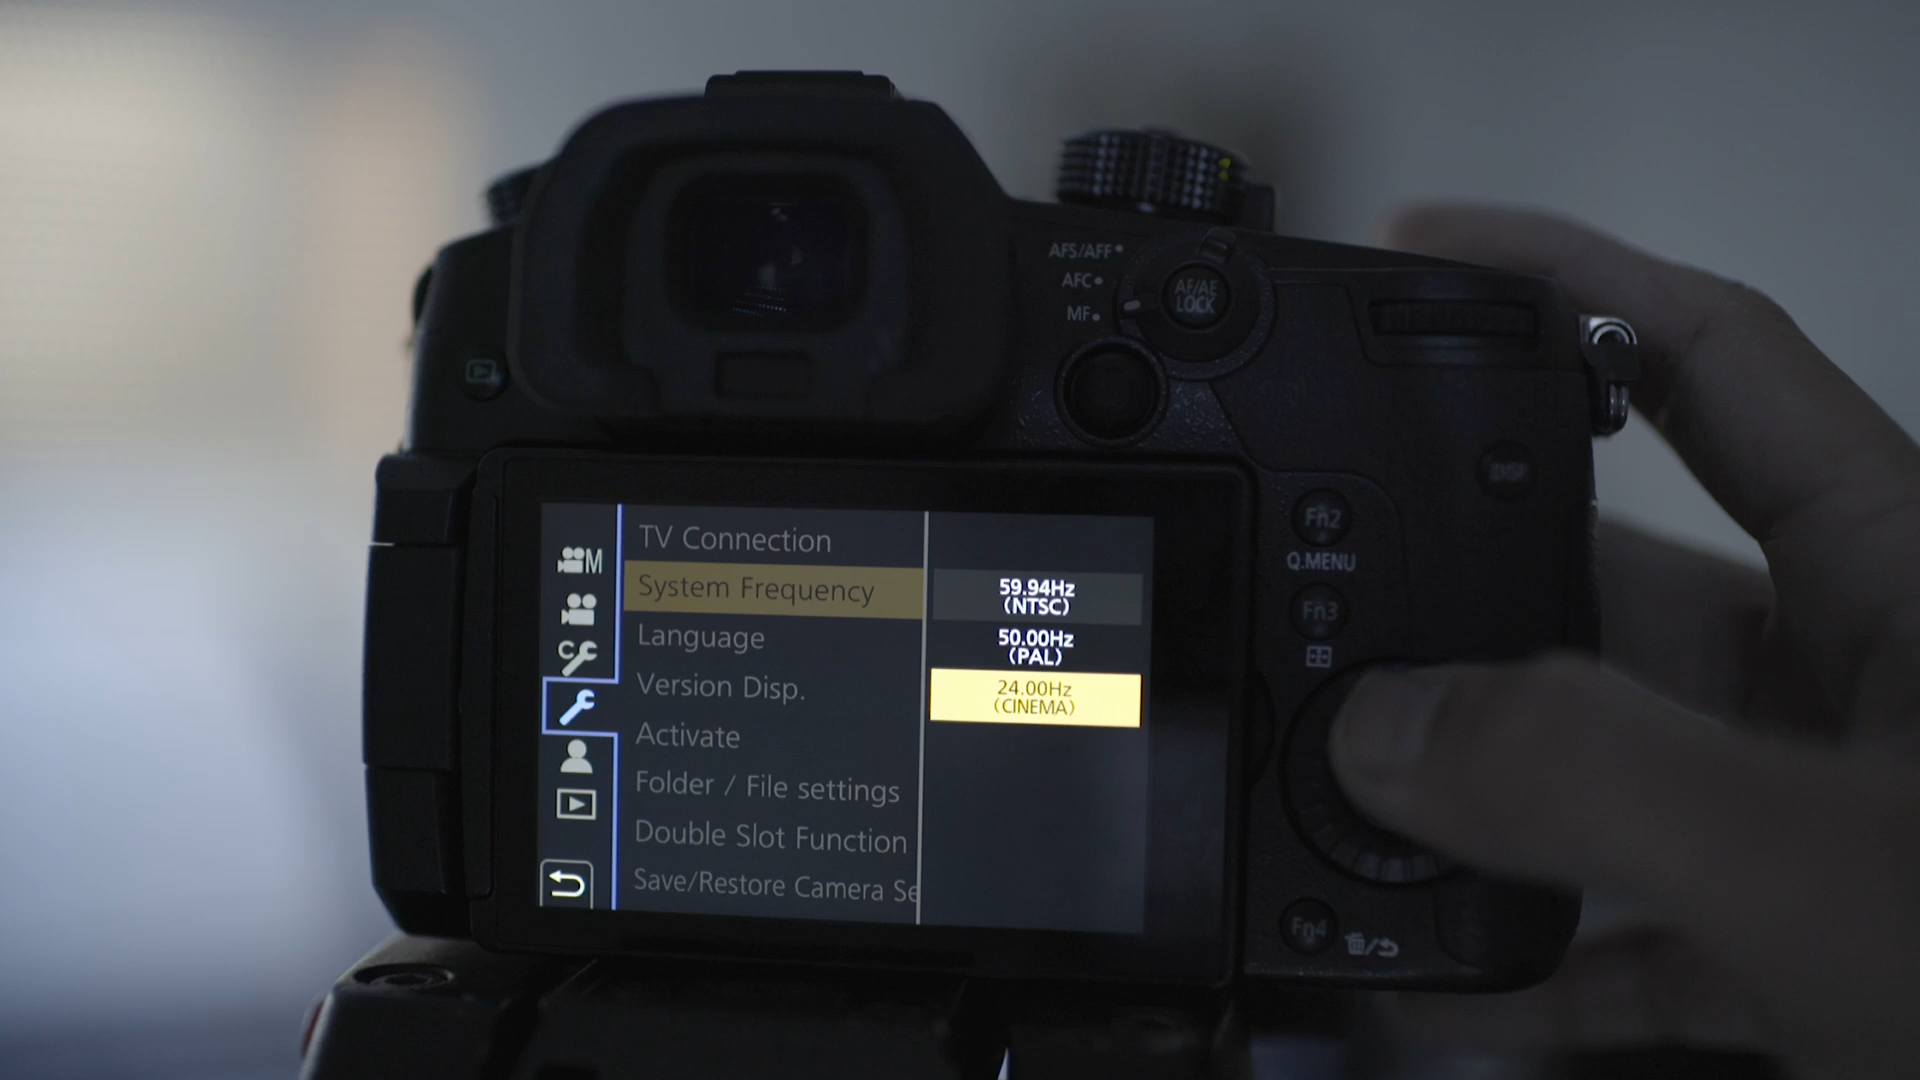 AFS/AFF
AFC
MF
AF/AE
LOCK
DISP
Fn2
Q.MENU
Fn3
Fn4
M
C
TV Connection
System Frequency
Language
Version Disp.
Activate
Folder / File settings
Double Slot Function
Save/Restore Camera Se
59.94Hz
(NTSC)
50.00Hz
(PAL)
24.00Hz
(CINEMA)